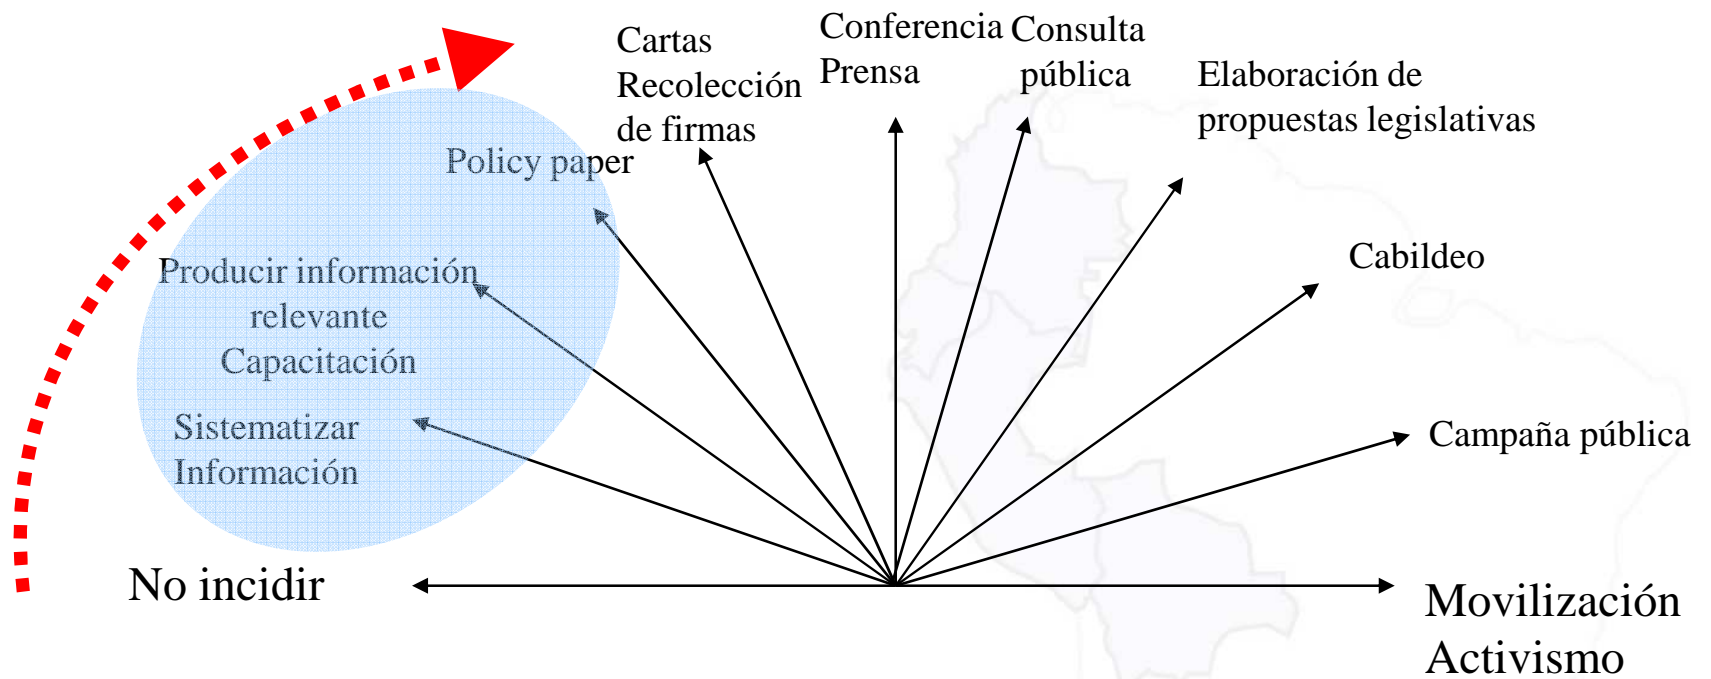 Cartas
Recolección
de firmas
Conferencia
Prensa
Consulta
pública
Elaboración de
propuestas legislativas
Policy paper
Producir información
relevante
Capacitación
Cabildeo
Sistematizar
Información
Campaña pública
No incidir
Movilización
Activismo